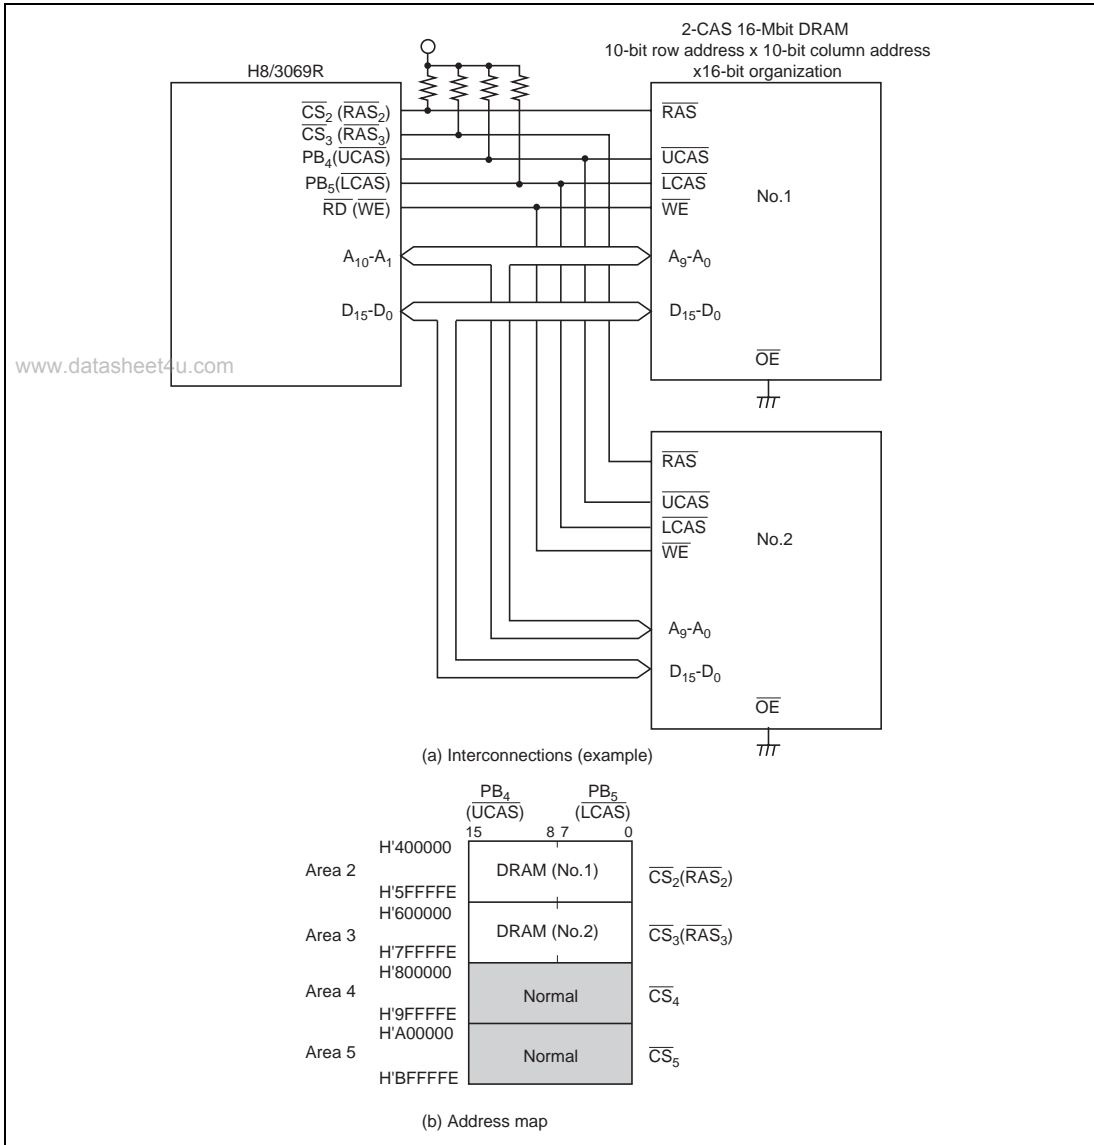 2-CAS 16-Mbit DRAM
10-bit row address x 10-bit column address
x16-bit organization
H8/3069R
CS2 (RAS2)
CS3 (RAS3)
PB4(UCAS)
PB5(LCAS)
RD (WE)
A10-A1
D15-D0
RAS
UCAS
LCAS
WE
No.1
A9-A0
D15-D0
OE
www.datasheet4u.com
RAS
UCAS
LCAS
WE
No.2
A9-A0
D15-D0
OE
(a) Interconnections (example)
PB4 PB5
(UCAS) (LCAS)
15 8 7 0
Area 2 H'400000 DRAM (No.1) CS2(RAS2)
H'5FFFFE
Area 3 H'600000 DRAM (No.2) CS3(RAS3)
H'7FFFFE
Area 4 H'800000 Normal CS4
H'9FFFFE
Area 5 H'A00000 Normal CS5
H'BFFFFE
(b) Address map